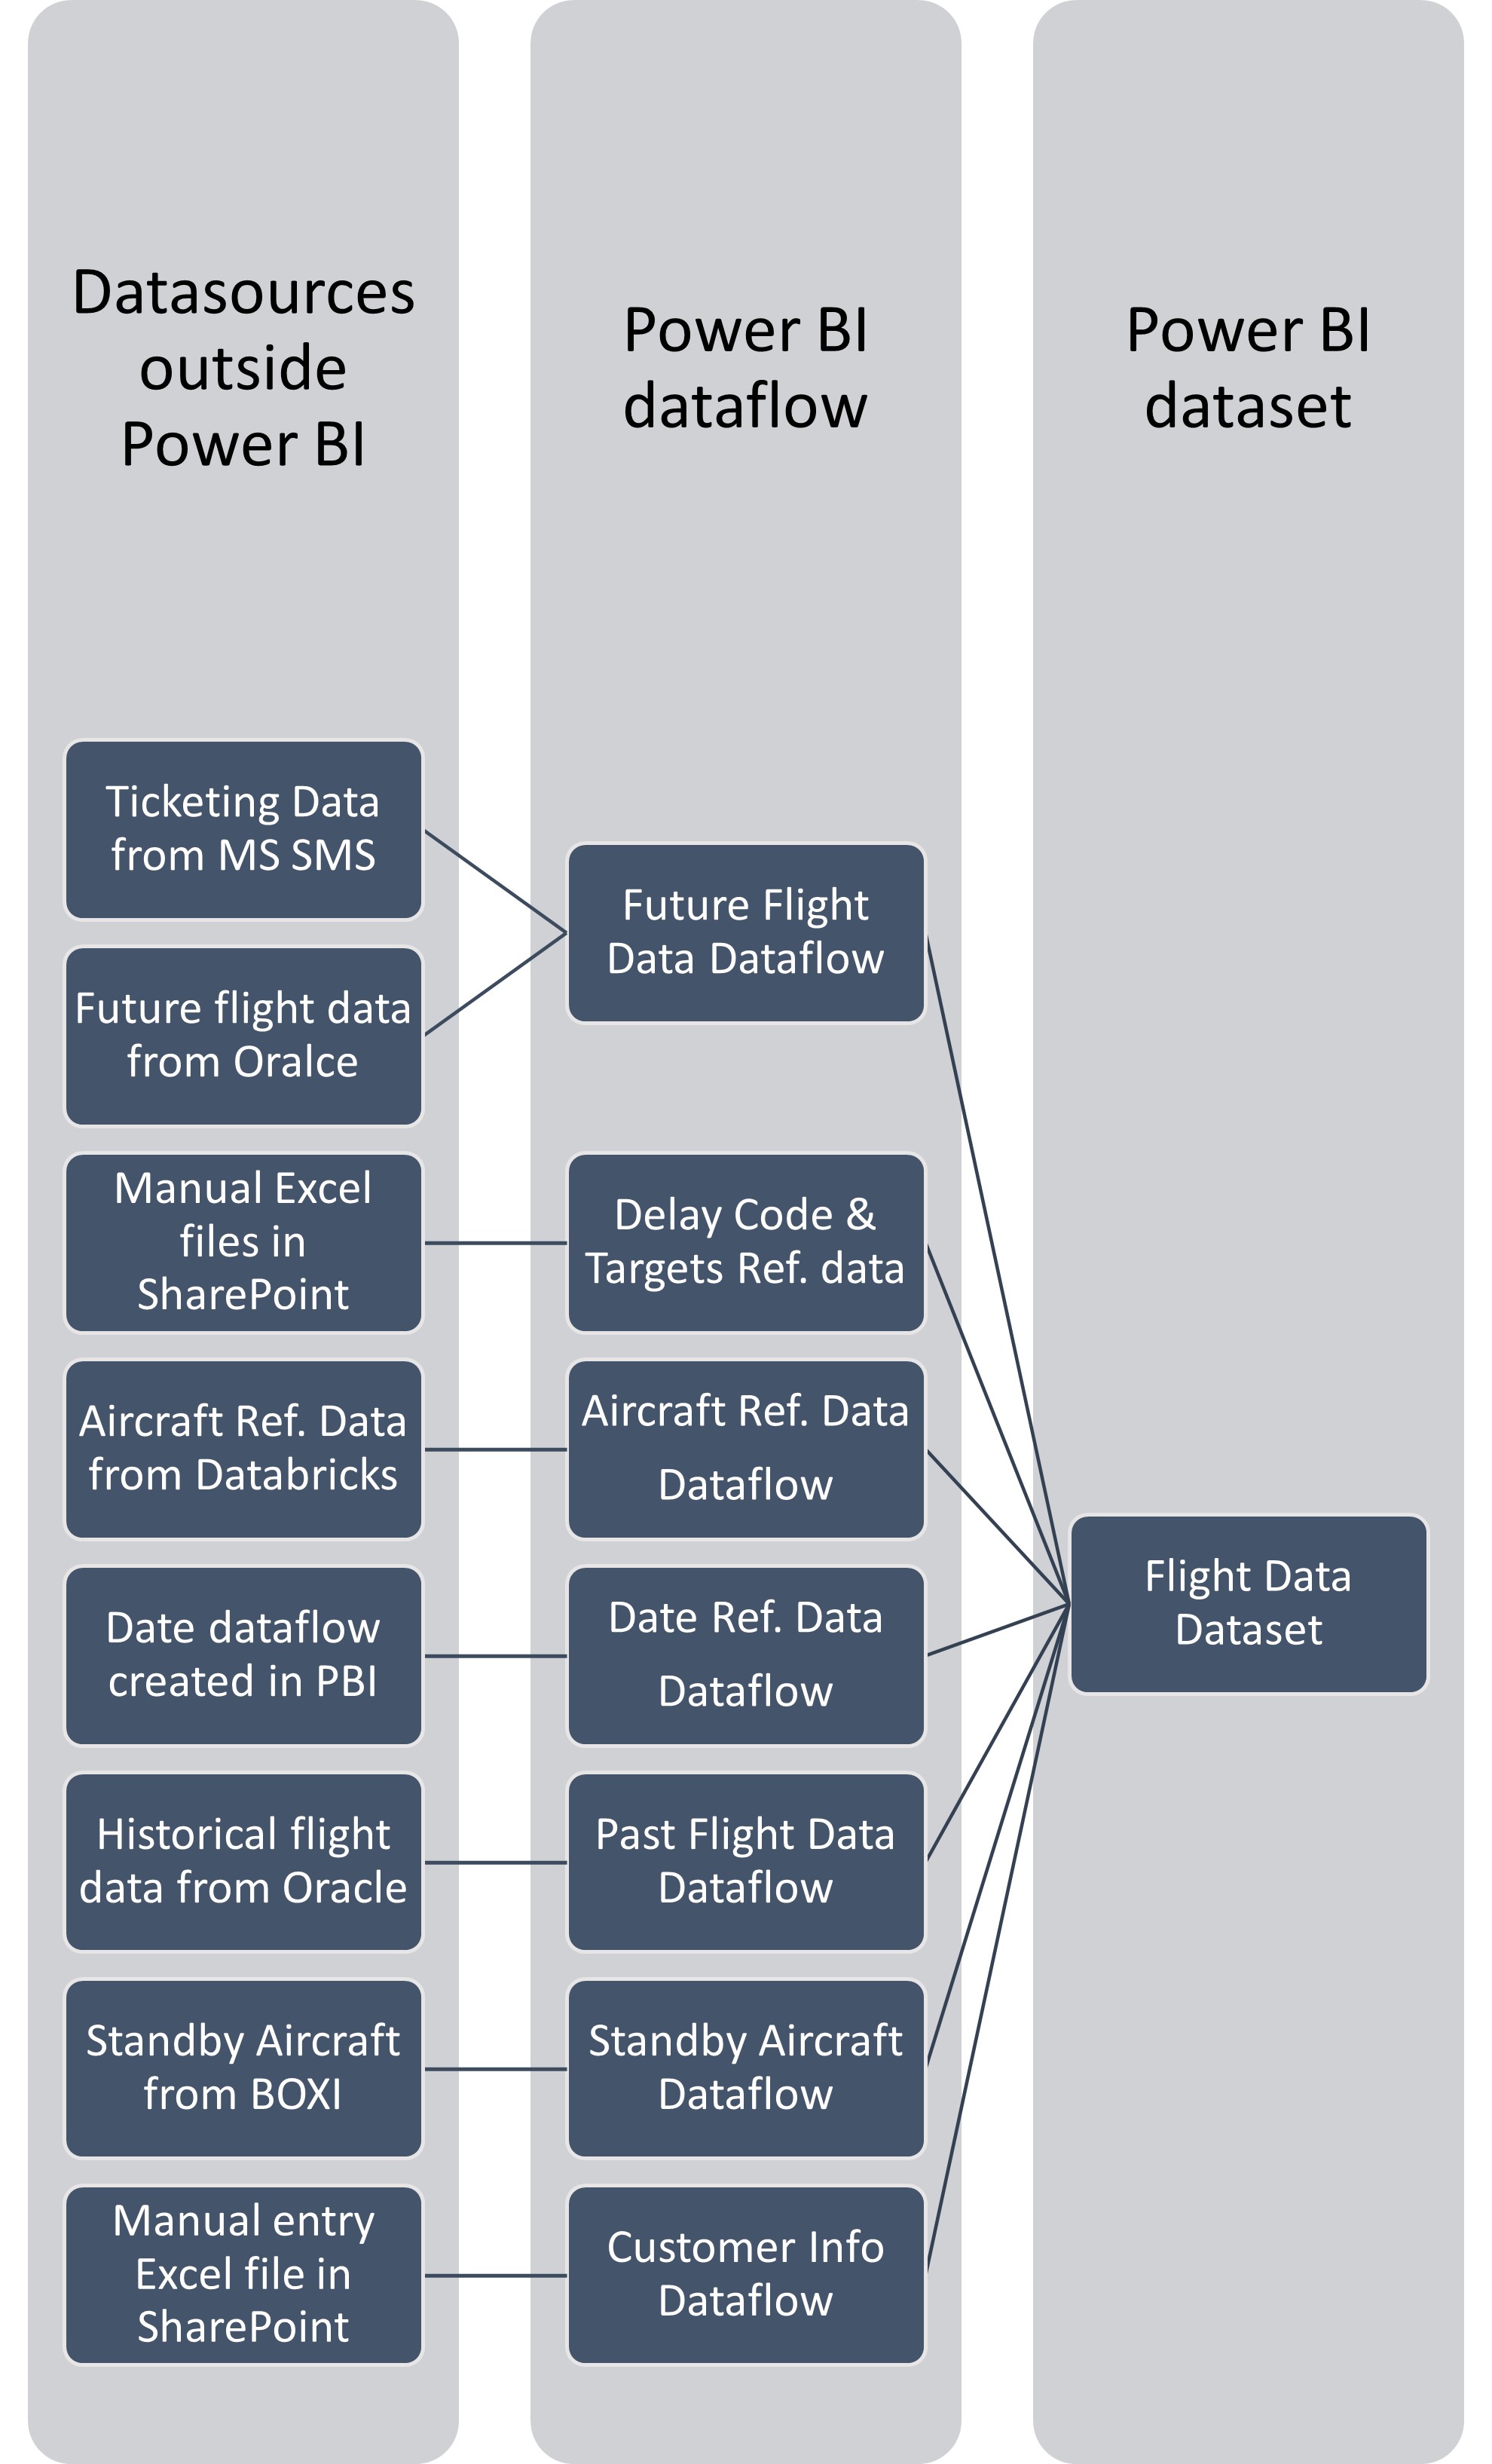 Datasources
outside
Power BI
Power BI
dataflow
Power BI
dataset
Ticketing Data
from MS SMS
Future flight data
from Oralce
Manual Excel
files in
SharePoint
Aircraft Ref. Data
from Databricks
Date dataflow
created in PBI
Historical flight
data from Oracle
Standby Aircraft
from BOXI
Manual entry
Excel file in
SharePoint
Future Flight
Data Dataflow
Delay Code &
Targets Ref. data
Aircraft Ref. Data
Dataflow
Date Ref. Data
Dataflow
Past Flight Data
Dataflow
Standby Aircraft
Dataflow
Customer Info
Dataflow
Flight Data
Dataset